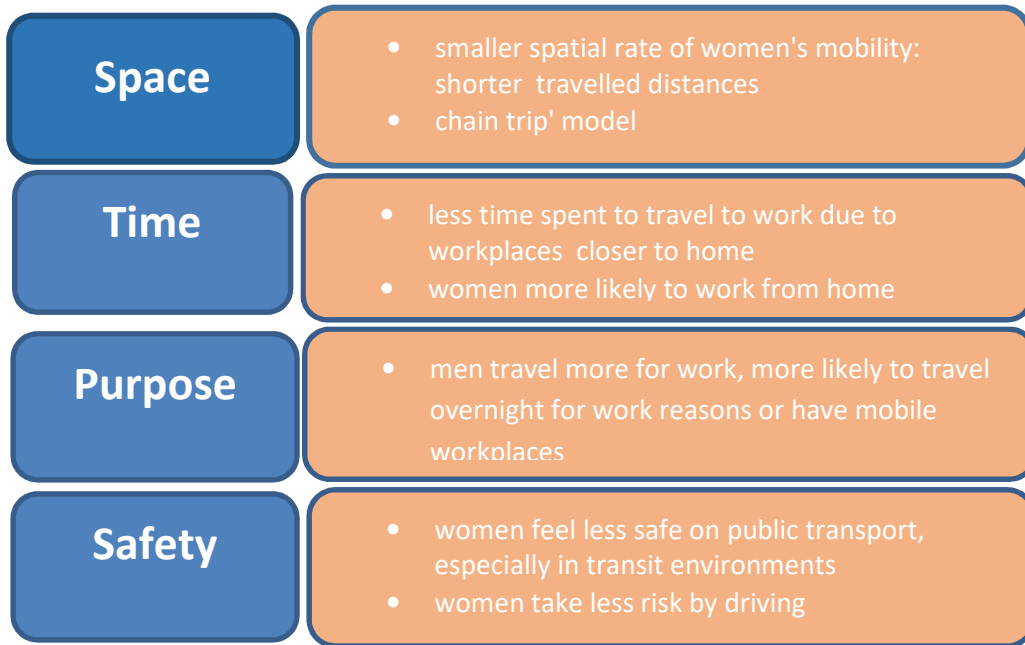 Space
• smaller spatial rate of women's mobility:
shorter travelled distances
• chain trip' model
Time
• less time spent to travel to work due to
workplaces closer to home
• women more likely to work from home
Purpose
• men travel more for work, more likely to travel
overnight for work reasons or have mobile
workplaces
Safety
• women feel less safe on public transport,
especially in transit environments
• women take less risk by driving